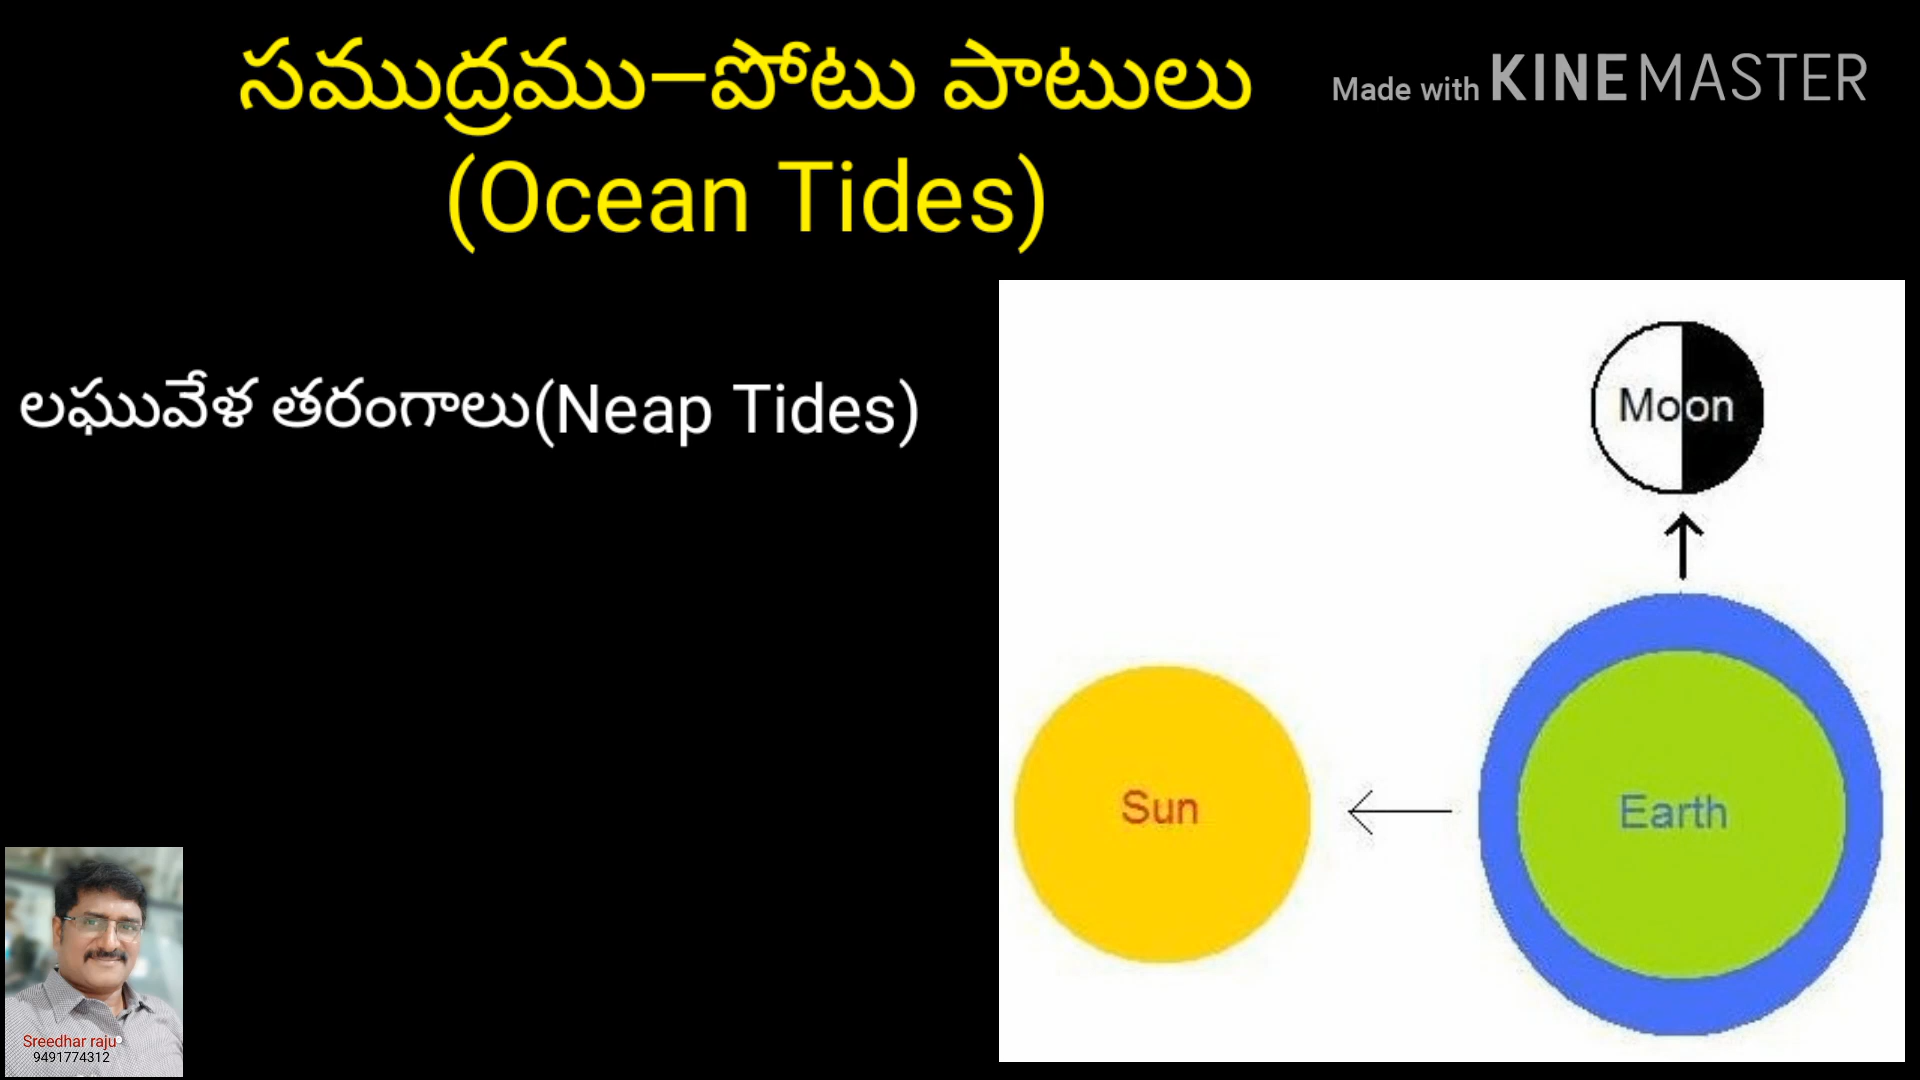 సముద్రము–పోటు పాటులు
(Ocean Tides)
Made with KINEMASTER
లఘువేళ తరంగాలు(Neap Tides)
Moon
Sun
Earth
Sreedhar raju
9491774312